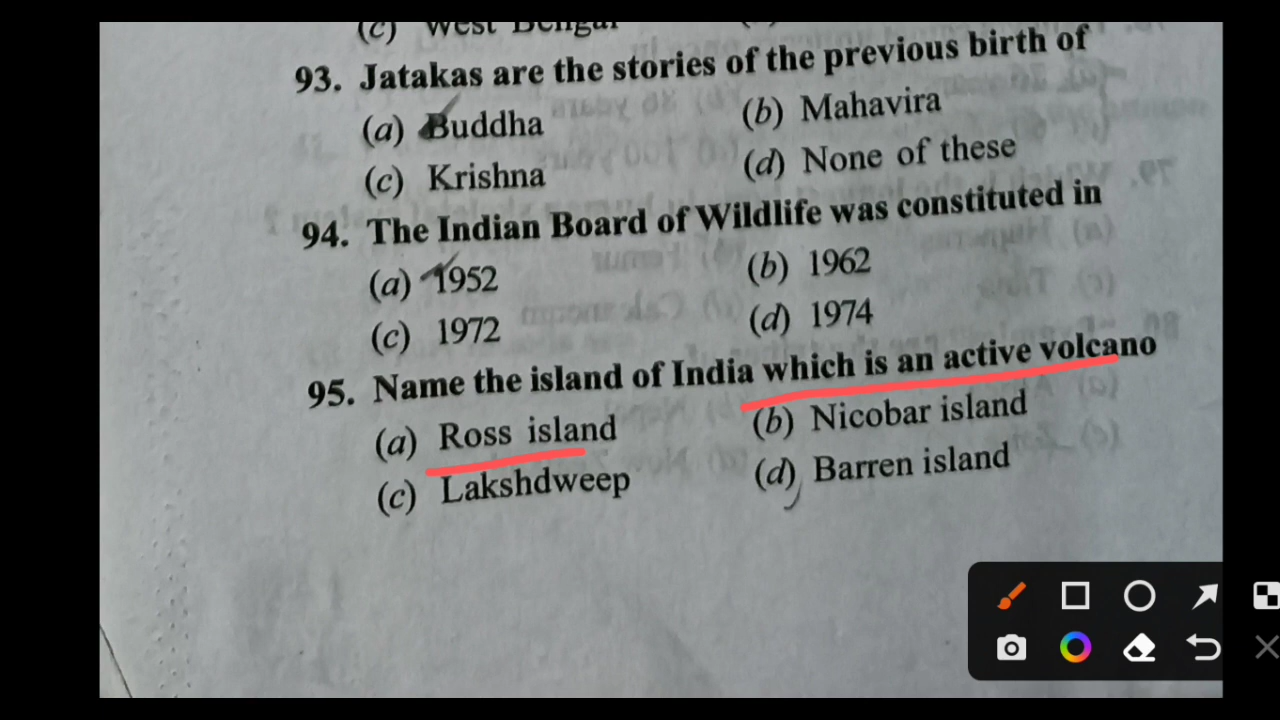 (c) West Bengal
93. Jatakas are the stories of the previous birth of
(a) Buddha (b) Mahavira
(c) Krishna (d) None of these
94. The Indian Board of Wildlife was constituted in
(a) 1952 (b) 1962
(c) 1972 (d) 1974
95. Name the island of India which is an active volcano
(a) Ross island (b) Nicobar island
(c) Lakshdweep (d) Barren island